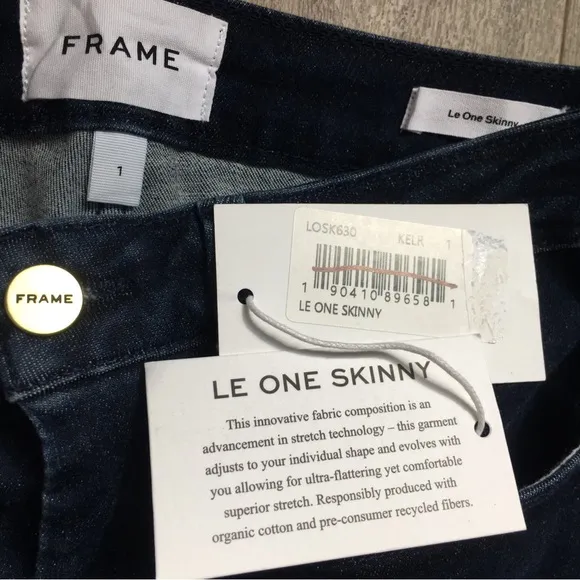 FRAME
Le One Skinny
1
LOSK630 KELR 1
1 90410 89658 1
LE ONE SKINNY
FRAME
LE ONE SKINNY
This innovative fabric composition is an
advancement in stretch technology – this garment
adjusts to your individual shape and evolves with
you allowing for ultra-flattering yet comfortable
superior stretch. Responsibly produced with
organic cotton and pre-consumer recycled fibers.